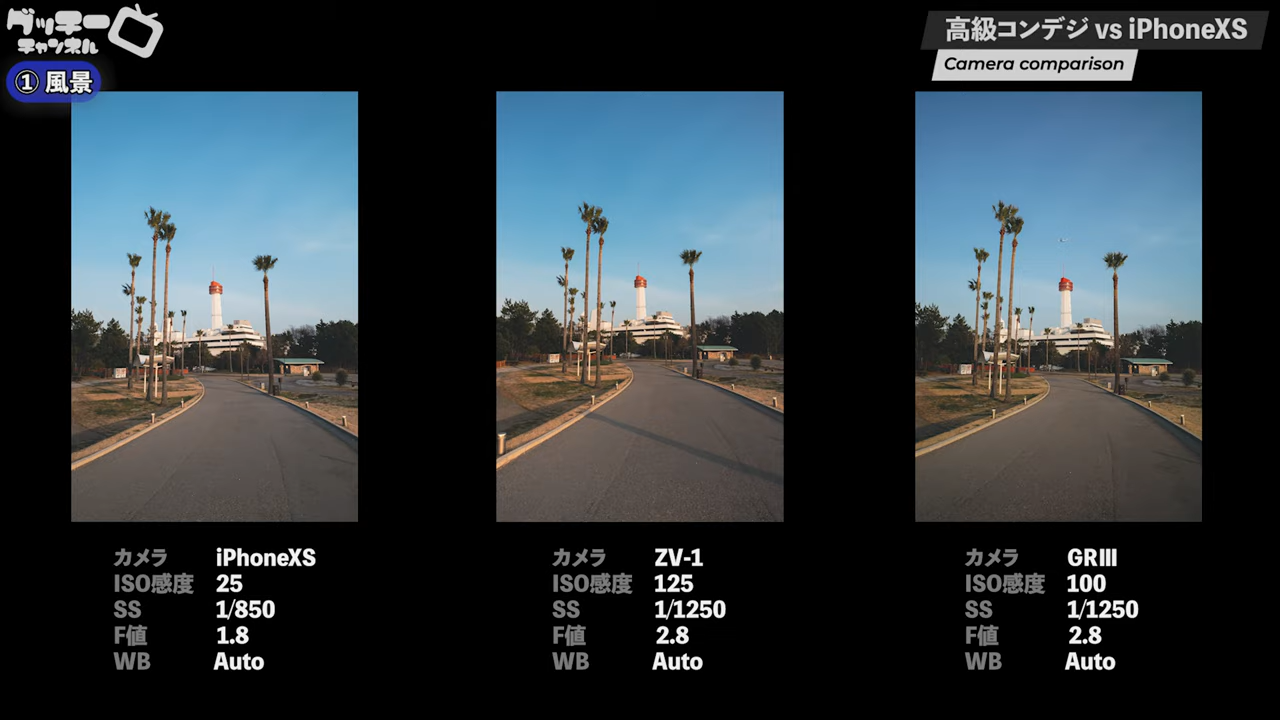 グッチー
チャンネル
① 風景
高級コンデジ vs iPhoneXS
Camera comparison
カメラ iPhoneXS
ISO感度 25
SS 1/850
F値 1.8
WB Auto
カメラ ZV-1
ISO感度 125
SS 1/1250
F値 2.8
WB Auto
カメラ GRIII
ISO感度 100
SS 1/1250
F値 2.8
WB Auto